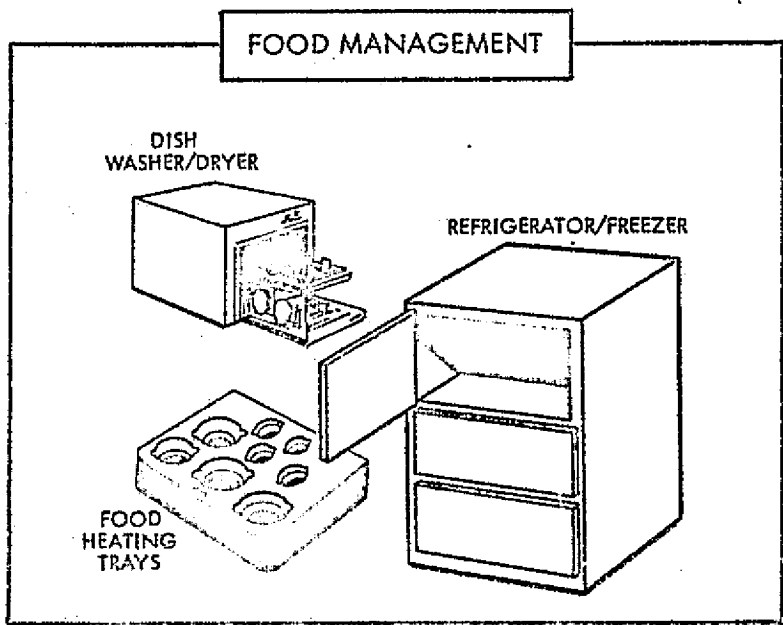 FOOD MANAGEMENT
DISH
WASHER/DRYER
REFRIGERATOR/FREEZER
FOOD
HEATING
TRAYS